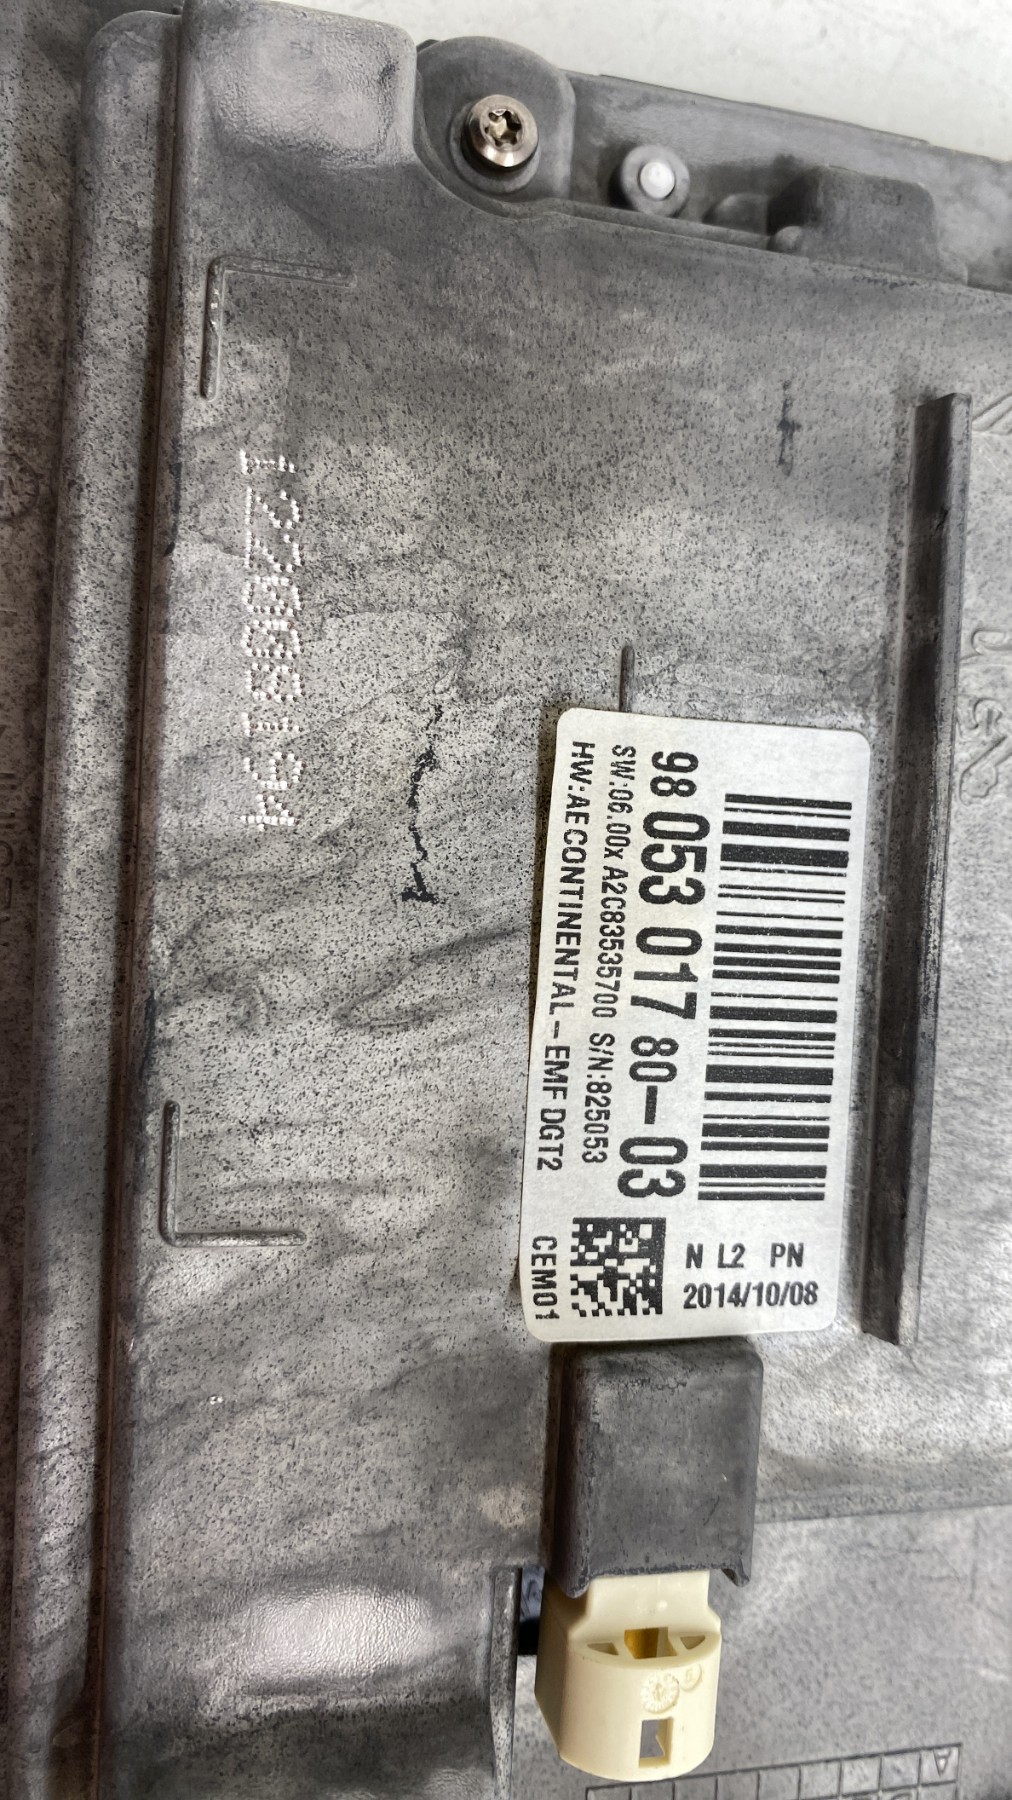 98 053 017 80-03
SW:06.00x A2C83535700 S/N:825053
HW:AE CONTINENTAL - EMF DGT2
CEM01
N L2 PN
2014/10/08